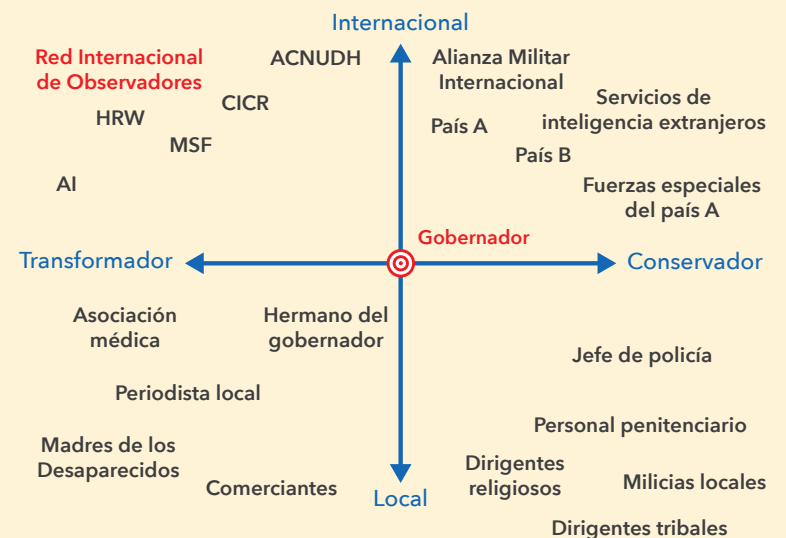 Internacional
Red Internacional
de Observadores
ACNUDH
Alianza Militar
Internacional
HRW
CICR
MSF
AI
País A
Servicios de
inteligencia extranjeros
País B
Fuerzas especiales
del país A
Gobernador
Transformador
Conservador
Asociación
médica
Hermano del
gobernador
Jefe de policía
Periodista local
Personal penitenciario
Madres de los
Desaparecidos
Comerciantes
Local
Dirigentes
religiosos
Milicias locales
Dirigentes tribales